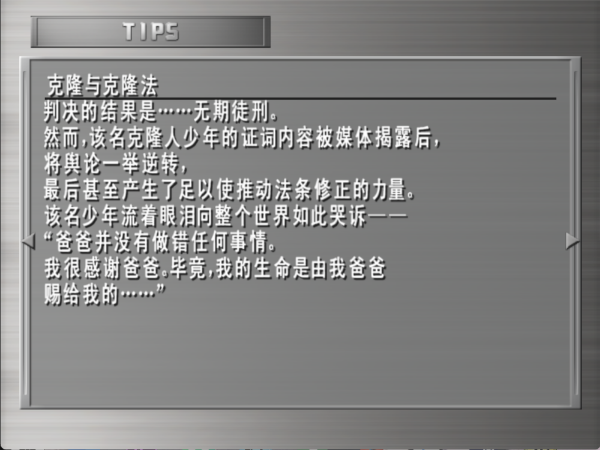 TIPS
克隆与克隆法
判决的结果是……无期徒刑。
然而,该名克隆人少年的证词内容被媒体揭露后,
将舆论一举逆转,
最后甚至产生了足以使推动法条修正的力量。
该名少年流着眼泪向整个世界如此哭诉——
“爸爸并没有做错任何事情。
我很感谢爸爸。毕竟,我的生命是由我爸爸
赐给我的……”